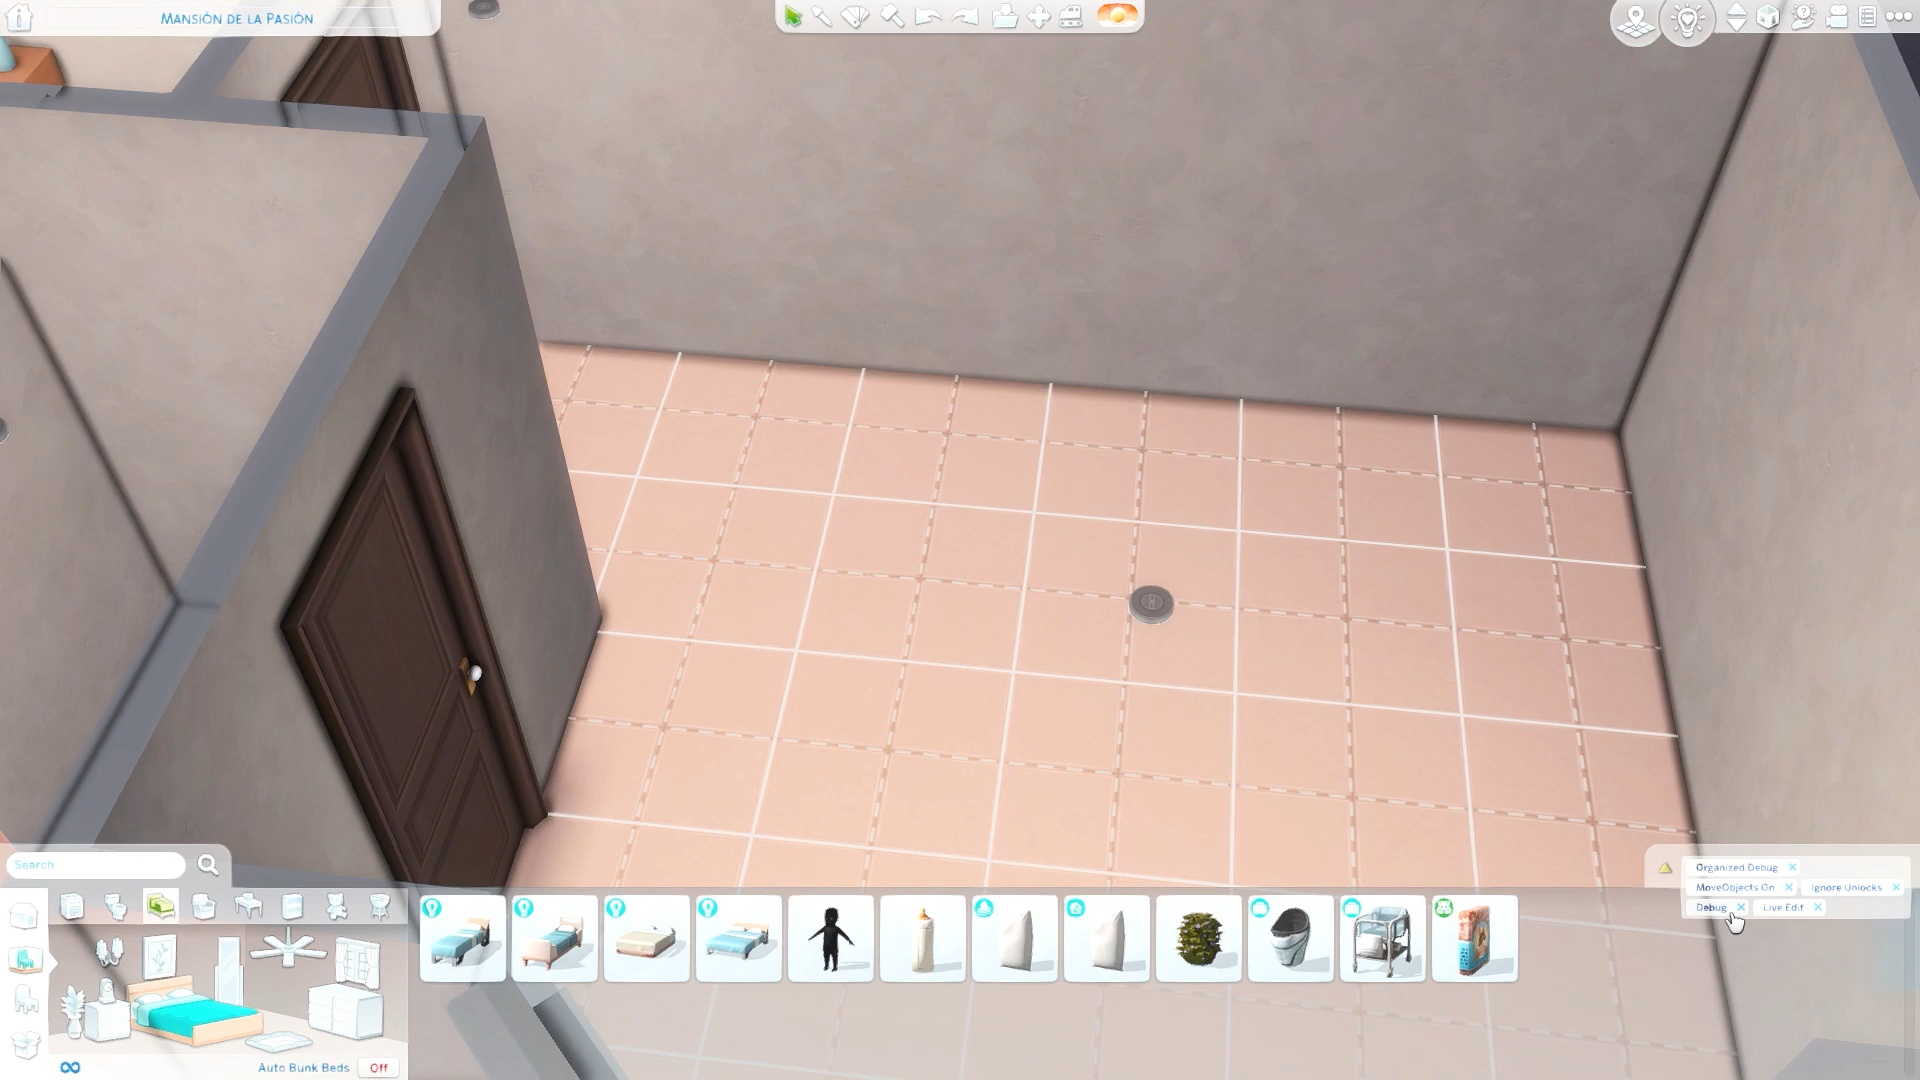 MANSIÓN DE LA PASIÓN
Search
Organized Debug
MoveObjects On Ignore Unlocks
Debug Live Edit
Auto Bunk Beds Off